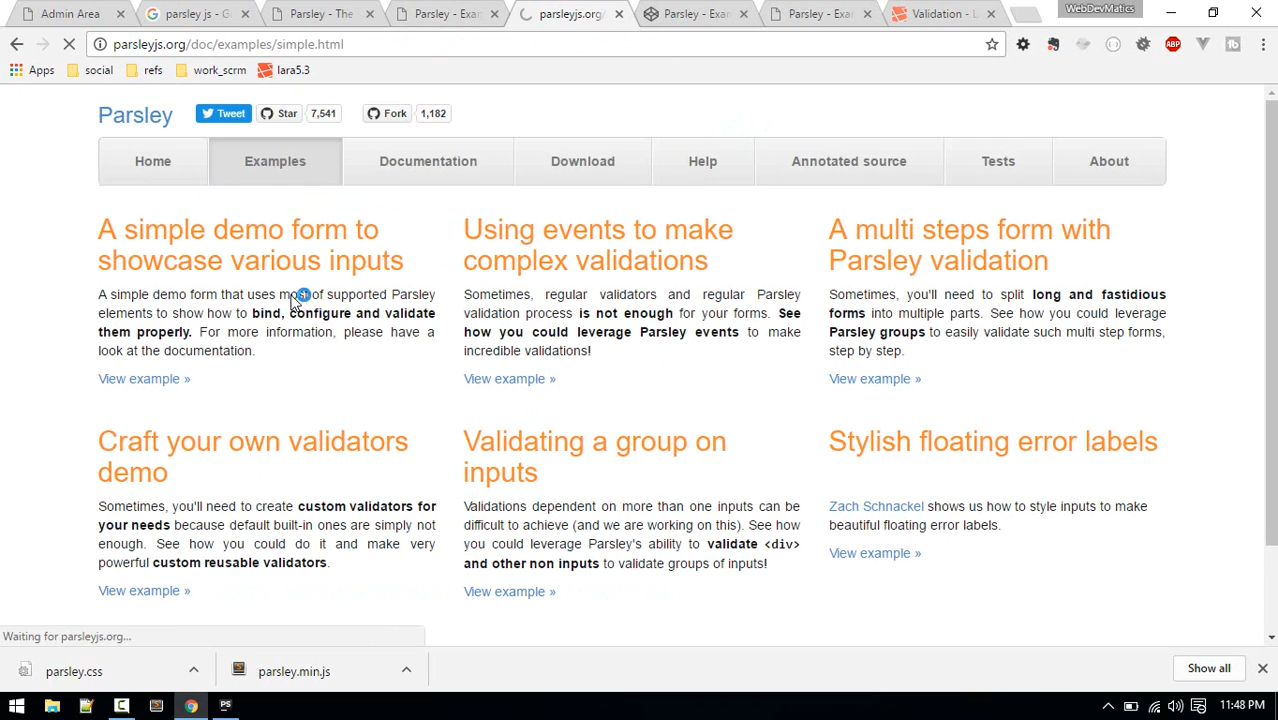 Admin Area
parsley js - G
Parsley - The
Parsley - Exa
parsleyjs.org/
Parsley - Exa
Parsley - Exa
Validation - L
WebDevMatics
parsleyjs.org/doc/examples/simple.html
Apps
social
refs
work_scrm
lara5.3
Parsley
Tweet
Star
7,541
Fork
1,182
Home
Examples
Documentation
Download
Help
Annotated source
Tests
About
A simple demo form to
showcase various inputs
A simple demo form that uses most of supported Parsley
elements to show how to bind, configure and validate
them properly. For more information, please have a
look at the documentation.
View example »
Using events to make
complex validations
Sometimes, regular validators and regular Parsley
validation process is not enough for your forms. See
how you could leverage Parsley events to make
incredible validations!
View example »
A multi steps form with
Parsley validation
Sometimes, you'll need to split long and fastidious
forms into multiple parts. See how you could leverage
Parsley groups to easily validate such multi step forms,
step by step.
View example »
Craft your own validators
demo
Sometimes, you'll need to create custom validators for
your needs because default built-in ones are simply not
enough. See how you could do it and make very
powerful custom reusable validators.
View example »
Validating a group on
inputs
Validations dependent on more than one inputs can be
difficult to achieve (and we are working on this). See how
you could leverage Parsley's ability to validate <div>
and other non inputs to validate groups of inputs!
View example »
Stylish floating error labels
Zach Schnackel shows us how to style inputs to make
beautiful floating error labels.
View example »
Waiting for parsleyjs.org...
parsley.css
parsley.min.js
Show all
11:48 PM